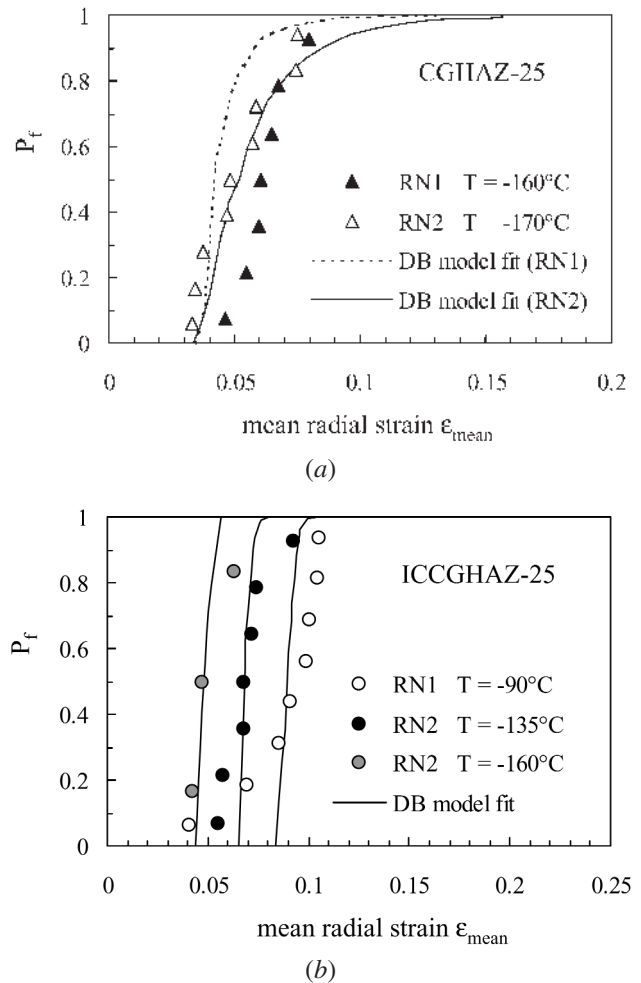 1
0.8
0.6
0.4
0.2
0
P_f
CGHAZ-25
RN1 T = -160°C
RN2 T -170°C
DB model fit (RN1)
DB model fit (RN2)
0 0.05 0.1 0.15 0.2
mean radial strain ε_mean
(a)
1
0.8
0.6
0.4
0.2
0
P_f
ICCGHAZ-25
RN1 T = -90°C
RN2 T = -135°C
RN2 T = -160°C
DB model fit
0 0.05 0.1 0.15 0.2 0.25
mean radial strain ε_mean
(b)